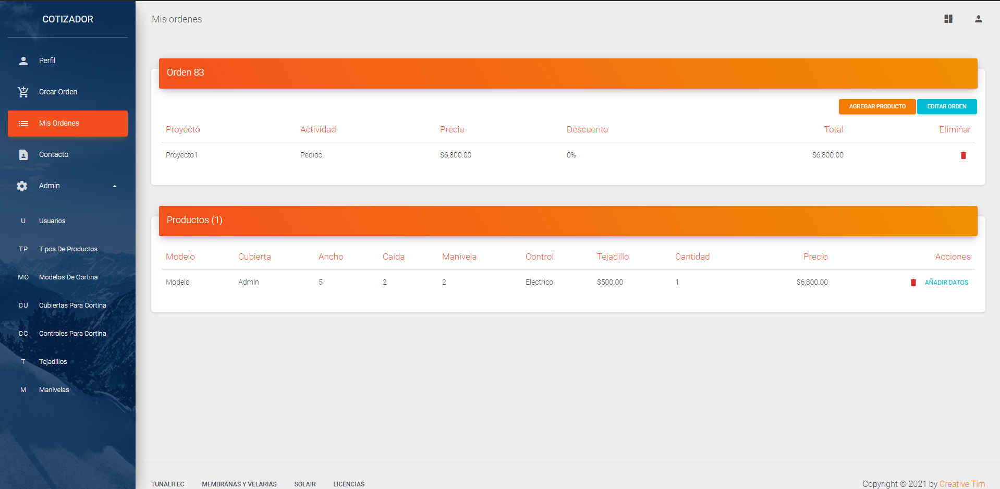 COTIZADOR
Perfil
Crear Orden
Mis Ordenes
Contacto
Admin
U Usuarios
TP Tipos De Productos
MC Modelos De Cortina
CU Cubiertas Para Cortina
CC Controles Para Cortina
T Tejadillos
M Manivelas
Mis ordenes
Orden 83
AGREGAR PRODUCTO EDITAR ORDEN
Proyecto Actividad Precio Descuento Total Eliminar
Proyecto1 Pedido $6,800.00 0% $6,800.00
Productos (1)
Modelo Cubierta Ancho Caída Manivela Control Tejadillo Cantidad Precio Acciones
Modelo Admin 5 2 2 Electrico $500.00 1 $6,800.00 AÑADIR DATOS
TUNALITEC MEMBRANAS Y VELARIAS SOLAIR LICENCIAS
Copyright © 2021 by Creative Tim